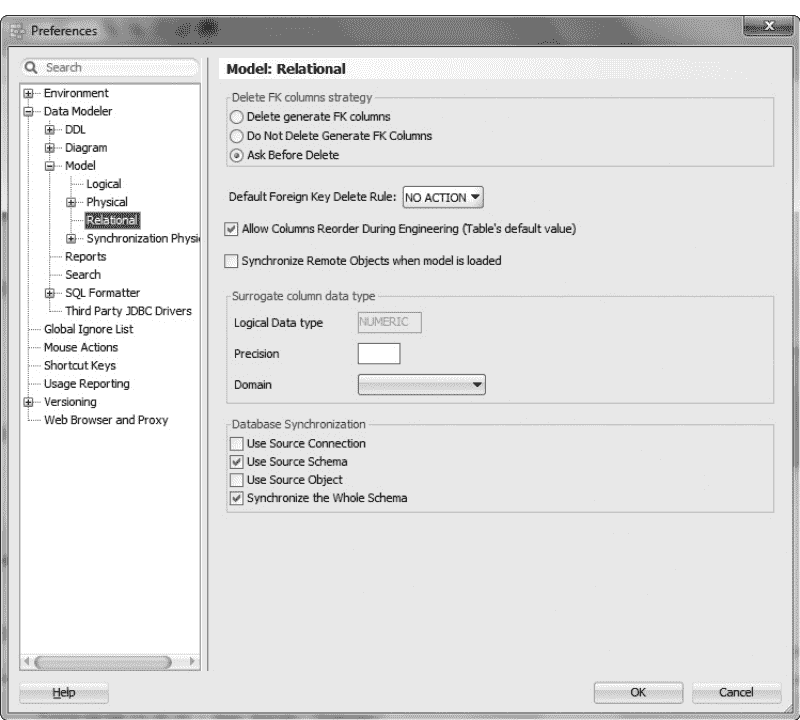 Preferences
Search
Environment
Data Modeler
DDL
Diagram
Model
Logical
Physical
Relational
Synchronization Physi
Reports
Search
SQL Formatter
Third Party JDBC Drivers
Global Ignore List
Mouse Actions
Shortcut Keys
Usage Reporting
Versioning
Web Browser and Proxy
Model: Relational
Delete FK columns strategy
Delete generate FK columns
Do Not Delete Generate FK Columns
Ask Before Delete
Default Foreign Key Delete Rule: NO ACTION
Allow Columns Reorder During Engineering (Table's default value)
Synchronize Remote Objects when model is loaded
Surrogate column data type
Logical Data type NUMERIC
Precision
Domain
Database Synchronization
Use Source Connection
Use Source Schema
Use Source Object
Synchronize the Whole Schema
Help OK Cancel